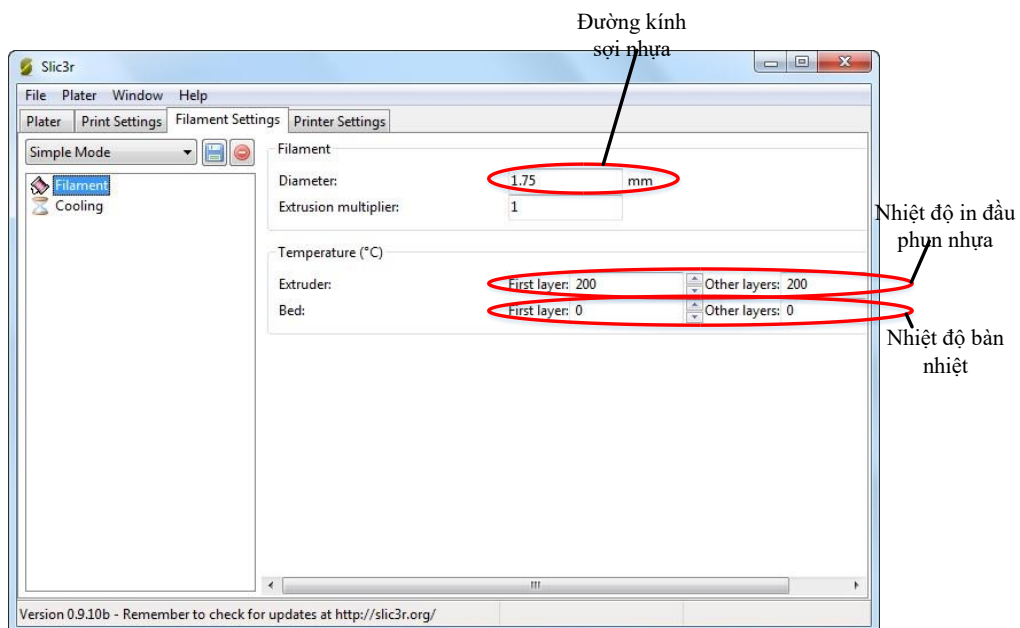 Đường kính
sợi nhựa
Slic3r
File Plater Window Help
Plater Print Settings Filament Settings Printer Settings
Simple Mode
Filament
Cooling
Filament
Diameter: 1.75 mm
Extrusion multiplier: 1
Temperature (°C)
Extruder: First layer: 200 Other layers: 200
Bed: First layer: 0 Other layers: 0
Nhiệt độ in đầu
phun nhựa
Nhiệt độ bàn
nhiệt
Version 0.9.10b - Remember to check for updates at http://slic3r.org/